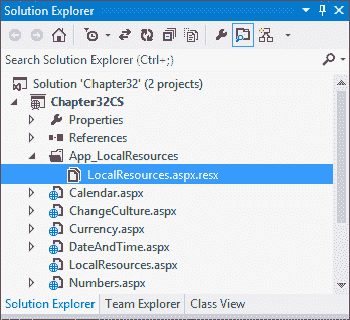 Solution Explorer
Search Solution Explorer (Ctrl+;)
Solution 'Chapter32' (2 projects)
Chapter32CS
Properties
References
App_LocalResources
LocalResources.aspx.resx
Calendar.aspx
ChangeCulture.aspx
Currency.aspx
DateAndTime.aspx
LocalResources.aspx
Numbers.aspx
Solution Explorer Team Explorer Class View